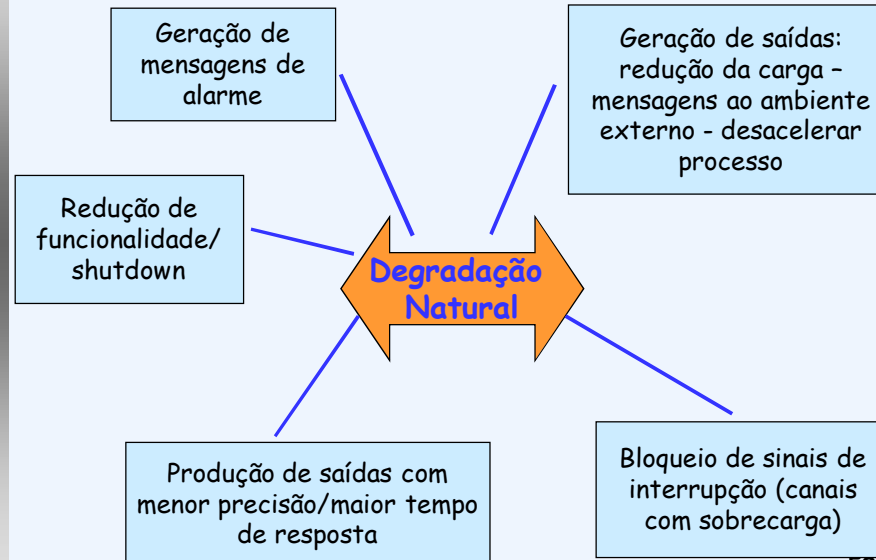 Geração de
mensagens de
alarme
Geração de saídas:
redução da carga –
mensagens ao ambiente
externo - desacelerar
processo
Redução de
funcionalidade/
shutdown
Degradação
Natural
Produção de saídas com
menor precisão/maior tempo
de resposta
Bloqueio de sinais de
interrupção (canais
com sobrecarga)